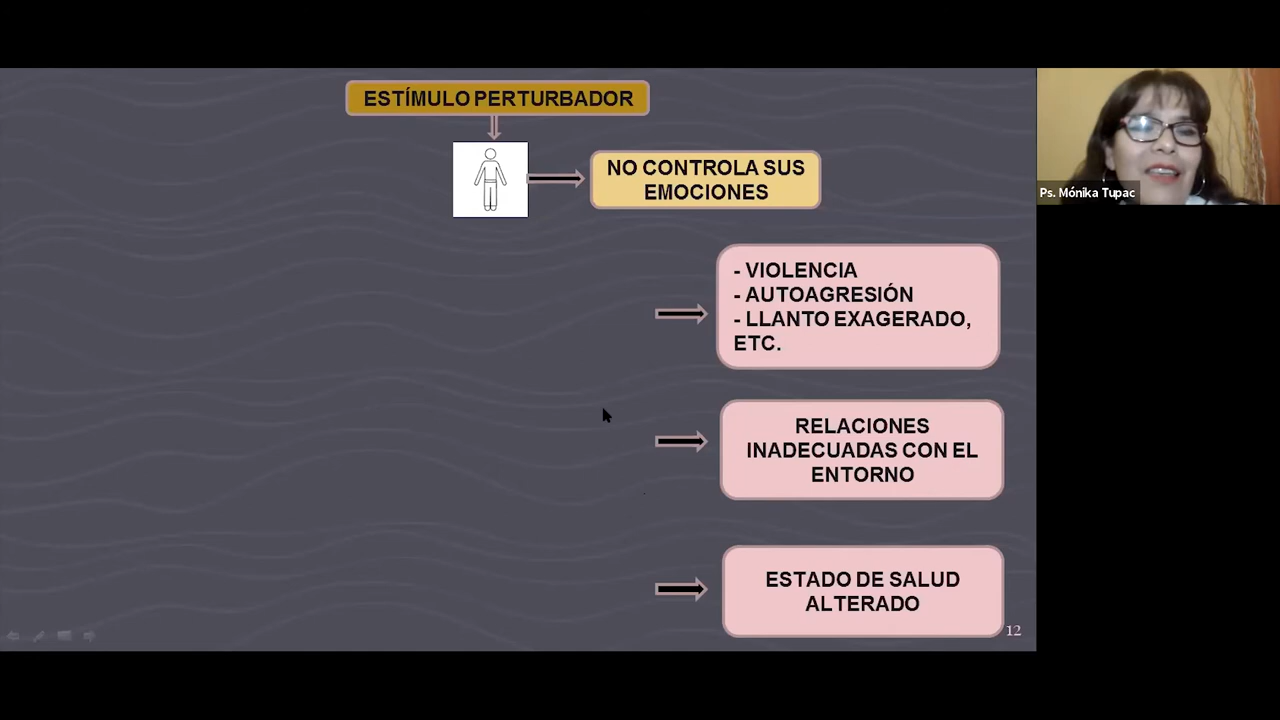 ESTÍMULO PERTURBADOR
NO CONTROLA SUS
EMOCIONES
- VIOLENCIA
- AUTOAGRESIÓN
- LLANTO EXAGERADO,
ETC.
RELACIONES
INADECUADAS CON EL
ENTORNO
ESTADO DE SALUD
ALTERADO
12
Ps. Mónika Tupac